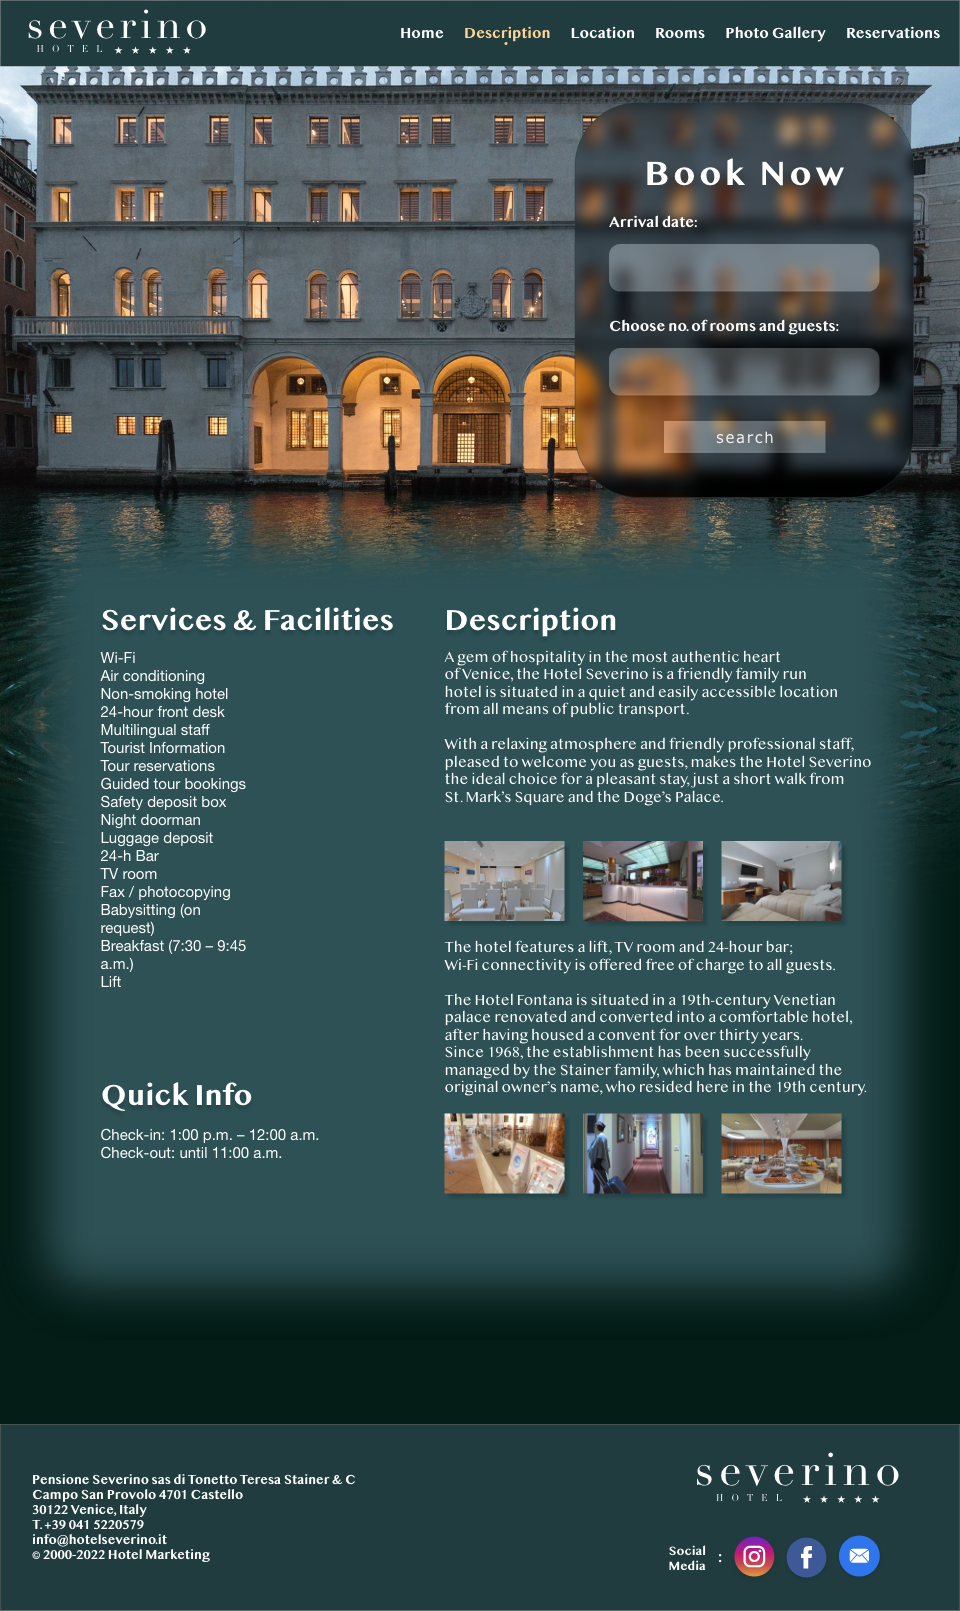 severino
HOTEL ★ ★ ★ ★ ★
Home Description Location Rooms Photo Gallery Reservations
Book Now
Arrival date:
Choose no. of rooms and guests:
search
Services & Facilities
Wi-Fi
Air conditioning
Non-smoking hotel
24-hour front desk
Multilingual staff
Tourist Information
Tour reservations
Guided tour bookings
Safety deposit box
Night doorman
Luggage deposit
24-h Bar
TV room
Fax / photocopying
Babysitting (on
request)
Breakfast (7:30 – 9:45
a.m.)
Lift
Quick Info
Check-in: 1:00 p.m. – 12:00 a.m.
Check-out: until 11:00 a.m.
Description
A gem of hospitality in the most authentic heart
of Venice, the Hotel Severino is a friendly family run
hotel is situated in a quiet and easily accessible location
from all means of public transport.
With a relaxing atmosphere and friendly professional staff,
pleased to welcome you as guests, makes the Hotel Severino
the ideal choice for a pleasant stay, just a short walk from
St. Mark's Square and the Doge's Palace.
The hotel features a lift, TV room and 24-hour bar;
Wi-Fi connectivity is offered free of charge to all guests.
The Hotel Fontana is situated in a 19th-century Venetian
palace renovated and converted into a comfortable hotel,
after having housed a convent for over thirty years.
Since 1968, the establishment has been successfully
managed by the Stainer family, which has maintained the
original owner's name, who resided here in the 19th century.
Pensione Severino sas di Tonetto Teresa Stainer & C
Campo San Provolo 4701 Castello
30122 Venice, Italy
T. +39 041 5220579
info@hotelseverino.it
© 2000-2022 Hotel Marketing
severino
HOTEL ★ ★ ★ ★ ★
Social
Media :